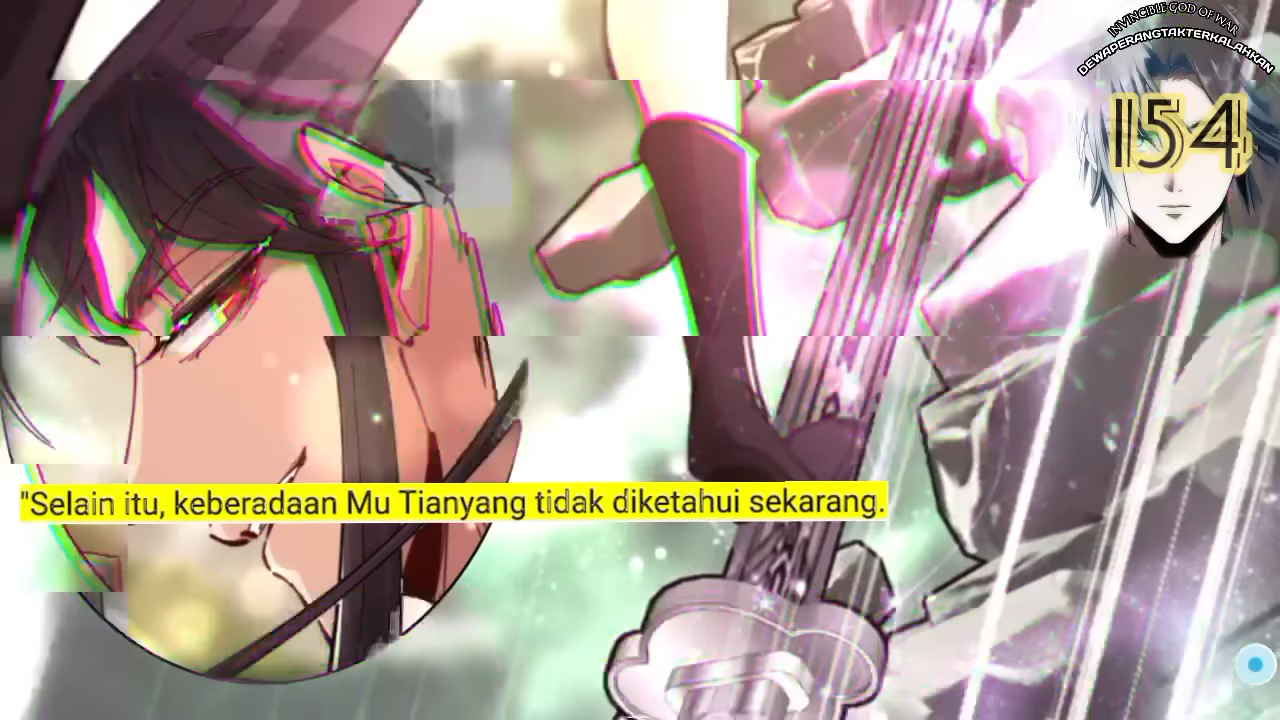 INVINCIBLE GOD OF WAR
DEWAPERANGTAKTERKALAHKAN
154
"Selain itu, keberadaan Mu Tianyang tidak diketahui sekarang.